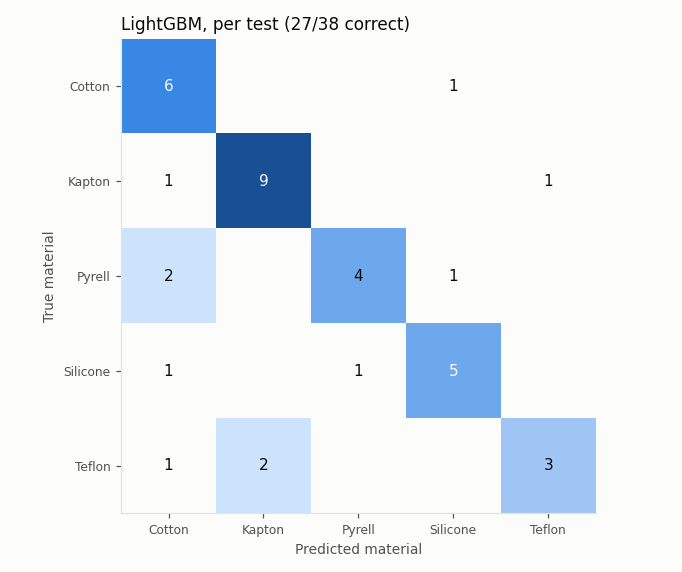 LightGBM, per test (27/38 correct)
Cotton 6 1
Kapton 1 9 1
Pyrell 2 4 1
Silicone 1 1 5
Teflon 1 2 3
True material
Cotton Kapton Pyrell Silicone Teflon
Predicted material